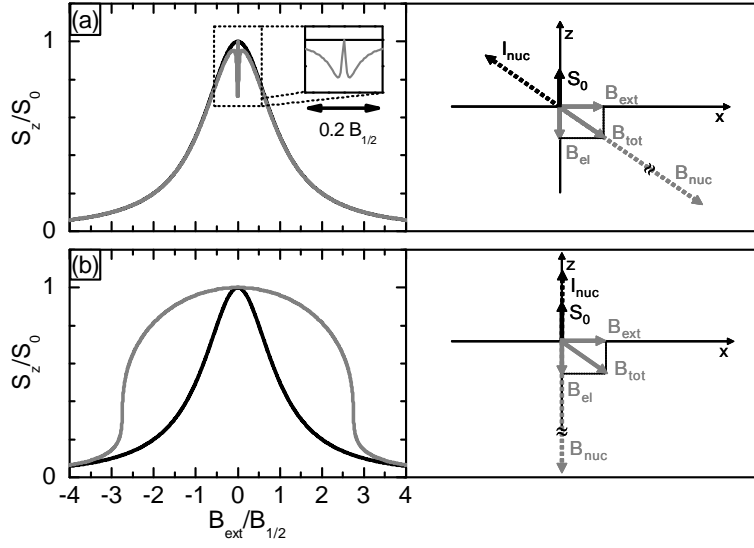 (a)
1
0
S_z/S_0
0.2 B_1/2
z
I_nuc
S_0
B_ext
x
B_el
B_tot
B_nuc
≈
(b)
1
0
S_z/S_0
-4 -3 -2 -1 0 1 2 3 4
B_ext/B_1/2
z
I_nuc
S_0
B_ext
x
B_el
B_tot
≈
B_nuc